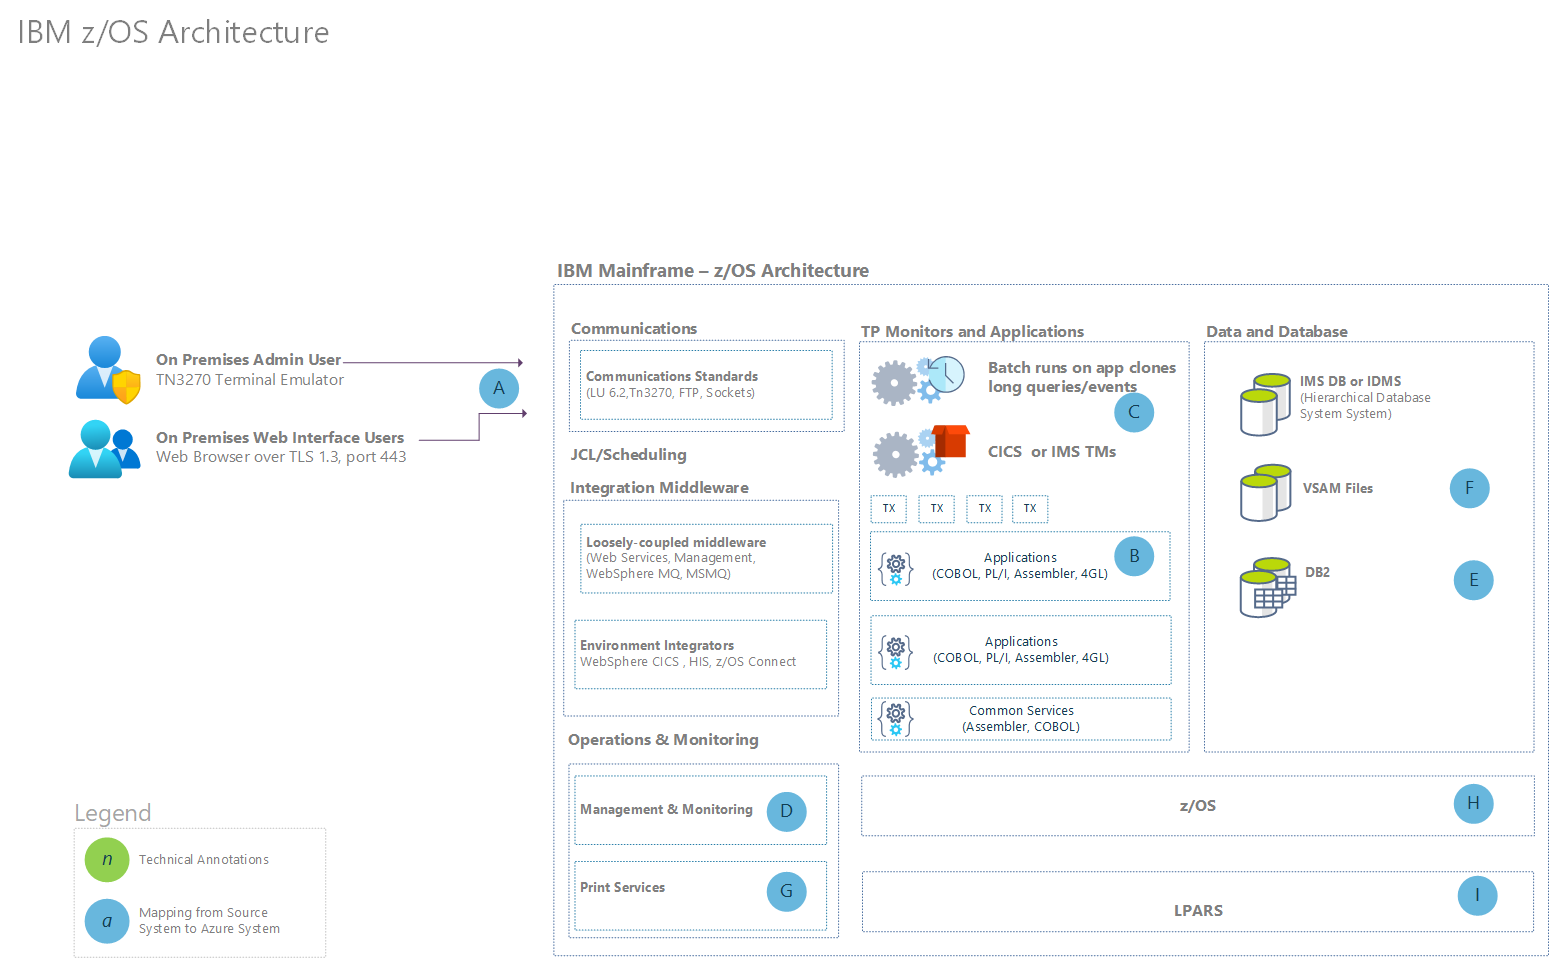 IBM z/OS Architecture
IBM Mainframe – z/OS Architecture
On Premises Admin User
TN3270 Terminal Emulator
A
On Premises Web Interface Users
Web Browser over TLS 1.3, port 443
Communications
Communications Standards
(LU 6.2,Tn3270, FTP, Sockets)
JCL/Scheduling
Integration Middleware
Loosely-coupled middleware
(Web Services, Management,
WebSphere MQ, MSMQ)
Environment Integrators
WebSphere CICS , HIS, z/OS Connect
Operations & Monitoring
Management & Monitoring
D
Print Services
G
TP Monitors and Applications
Batch runs on app clones
long queries/events
C
CICS  or IMS TMs
TX TX TX TX
Applications
(COBOL, PL/I, Assembler, 4GL)
B
Applications
(COBOL, PL/I, Assembler, 4GL)
Common Services
(Assembler, COBOL)
Data and Database
IMS DB or IDMS
(Hierarchical Database
System System)
VSAM Files
F
DB2
E
z/OS
H
LPARS
I
Legend
n
Technical Annotations
a
Mapping from Source
System to Azure System